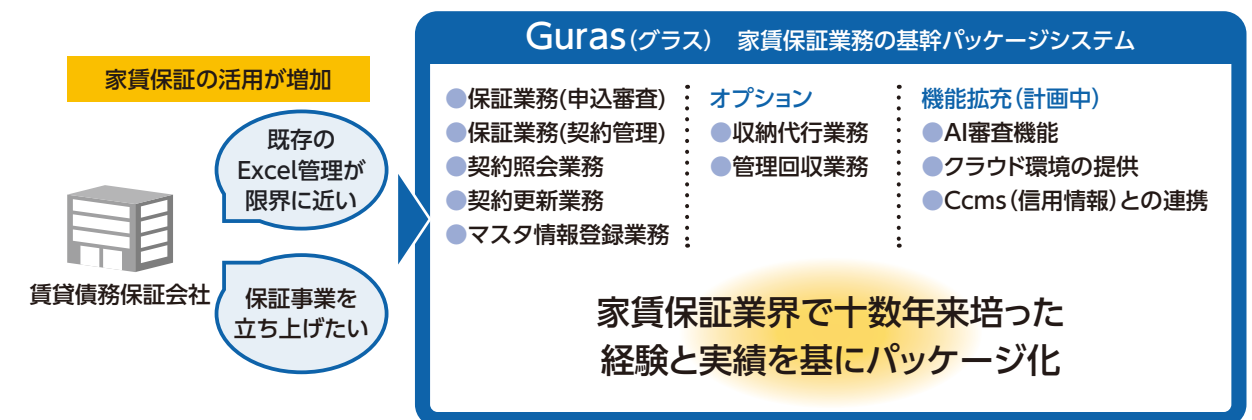 家賃保証の活用が増加
既存の
Excel管理が
限界に近い
賃貸債務保証会社
保証事業を
立ち上げたい
Guras(グラス) 家賃保証業務の基幹パッケージシステム
●保証業務(申込審査)
●保証業務(契約管理)
●契約照会業務
●契約更新業務
●マスタ情報登録業務
オプション
●収納代行業務
●管理回収業務
機能拡充(計画中)
●AI審査機能
●クラウド環境の提供
●Ccms(信用情報)との連携
家賃保証業界で十数年来培った
経験と実績を基にパッケージ化